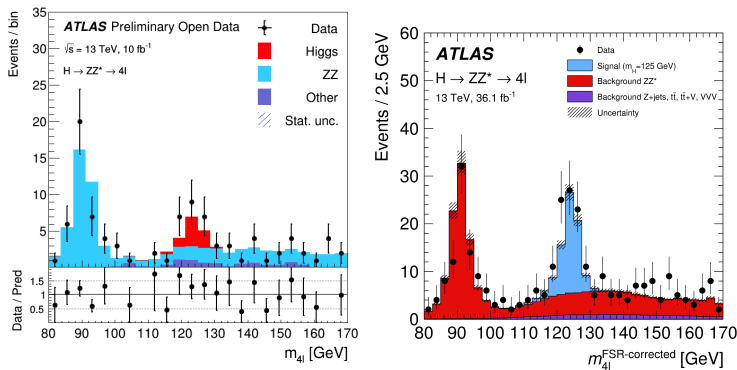 ATLAS Preliminary Open Data
√s = 13 TeV, 10 fb⁻¹
H → ZZ* → 4l
Data
Higgs
ZZ
Other
Stat. unc.
Events / bin
35
30
25
20
15
10
5
Data / Pred
1.5
1
0.5
80 90 100 110 120 130 140 150 160 170
m4l [GeV]
ATLAS
H → ZZ* → 4l
13 TeV, 36.1 fb⁻¹
Data
Signal (mH=125 GeV)
Background ZZ*
Background Z+jets, tt̄, tt̄+V, VVV
Uncertainty
Events / 2.5 GeV
60
50
40
30
20
10
0
80 90 100 110 120 130 140 150 160 170
m4l FSR-corrected [GeV]